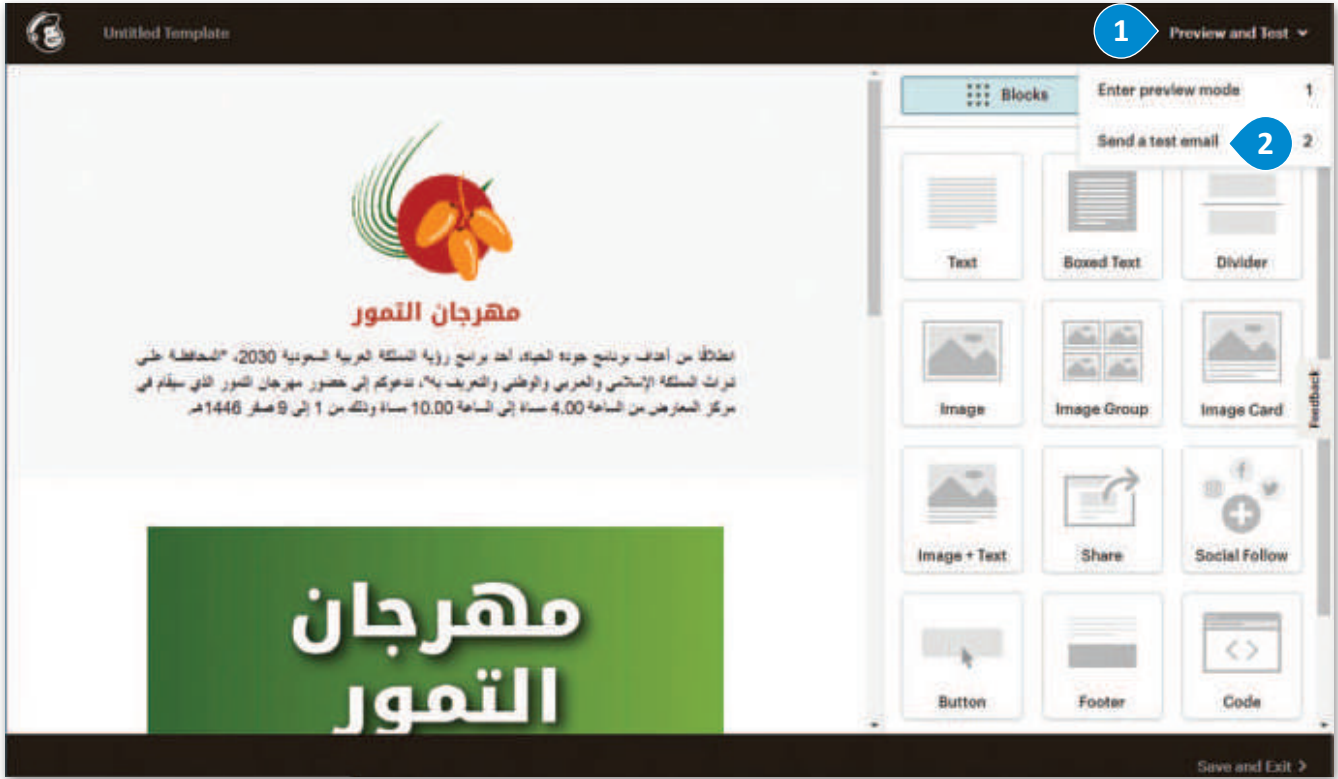 Untitled Template
1
Preview and Test
Blocks
Enter preview mode 1
Send a test email 2 2
مهرجان التمور
انطلاقًا من أهداف برنامج جودة الحياة، أحد برامج رؤية المملكة العربية السعودية 2030، "المحافظة على
تراث المملكة الإسلامي والعربي والوطني والتعريف به"، ندعوكم إلى حضور مهرجان التمور الذي سيقام في
مركز المعارض من الساعة 4.00 مساءً إلى الساعة 10.00 مساءً وذلك من 1 إلى 9 صفر 1446هـ
Text
Boxed Text
Divider
Image
Image Group
Image Card
Feedback
Image + Text
Share
Social Follow
مهرجان
التمور
Button
Footer
Code
Save and Exit >